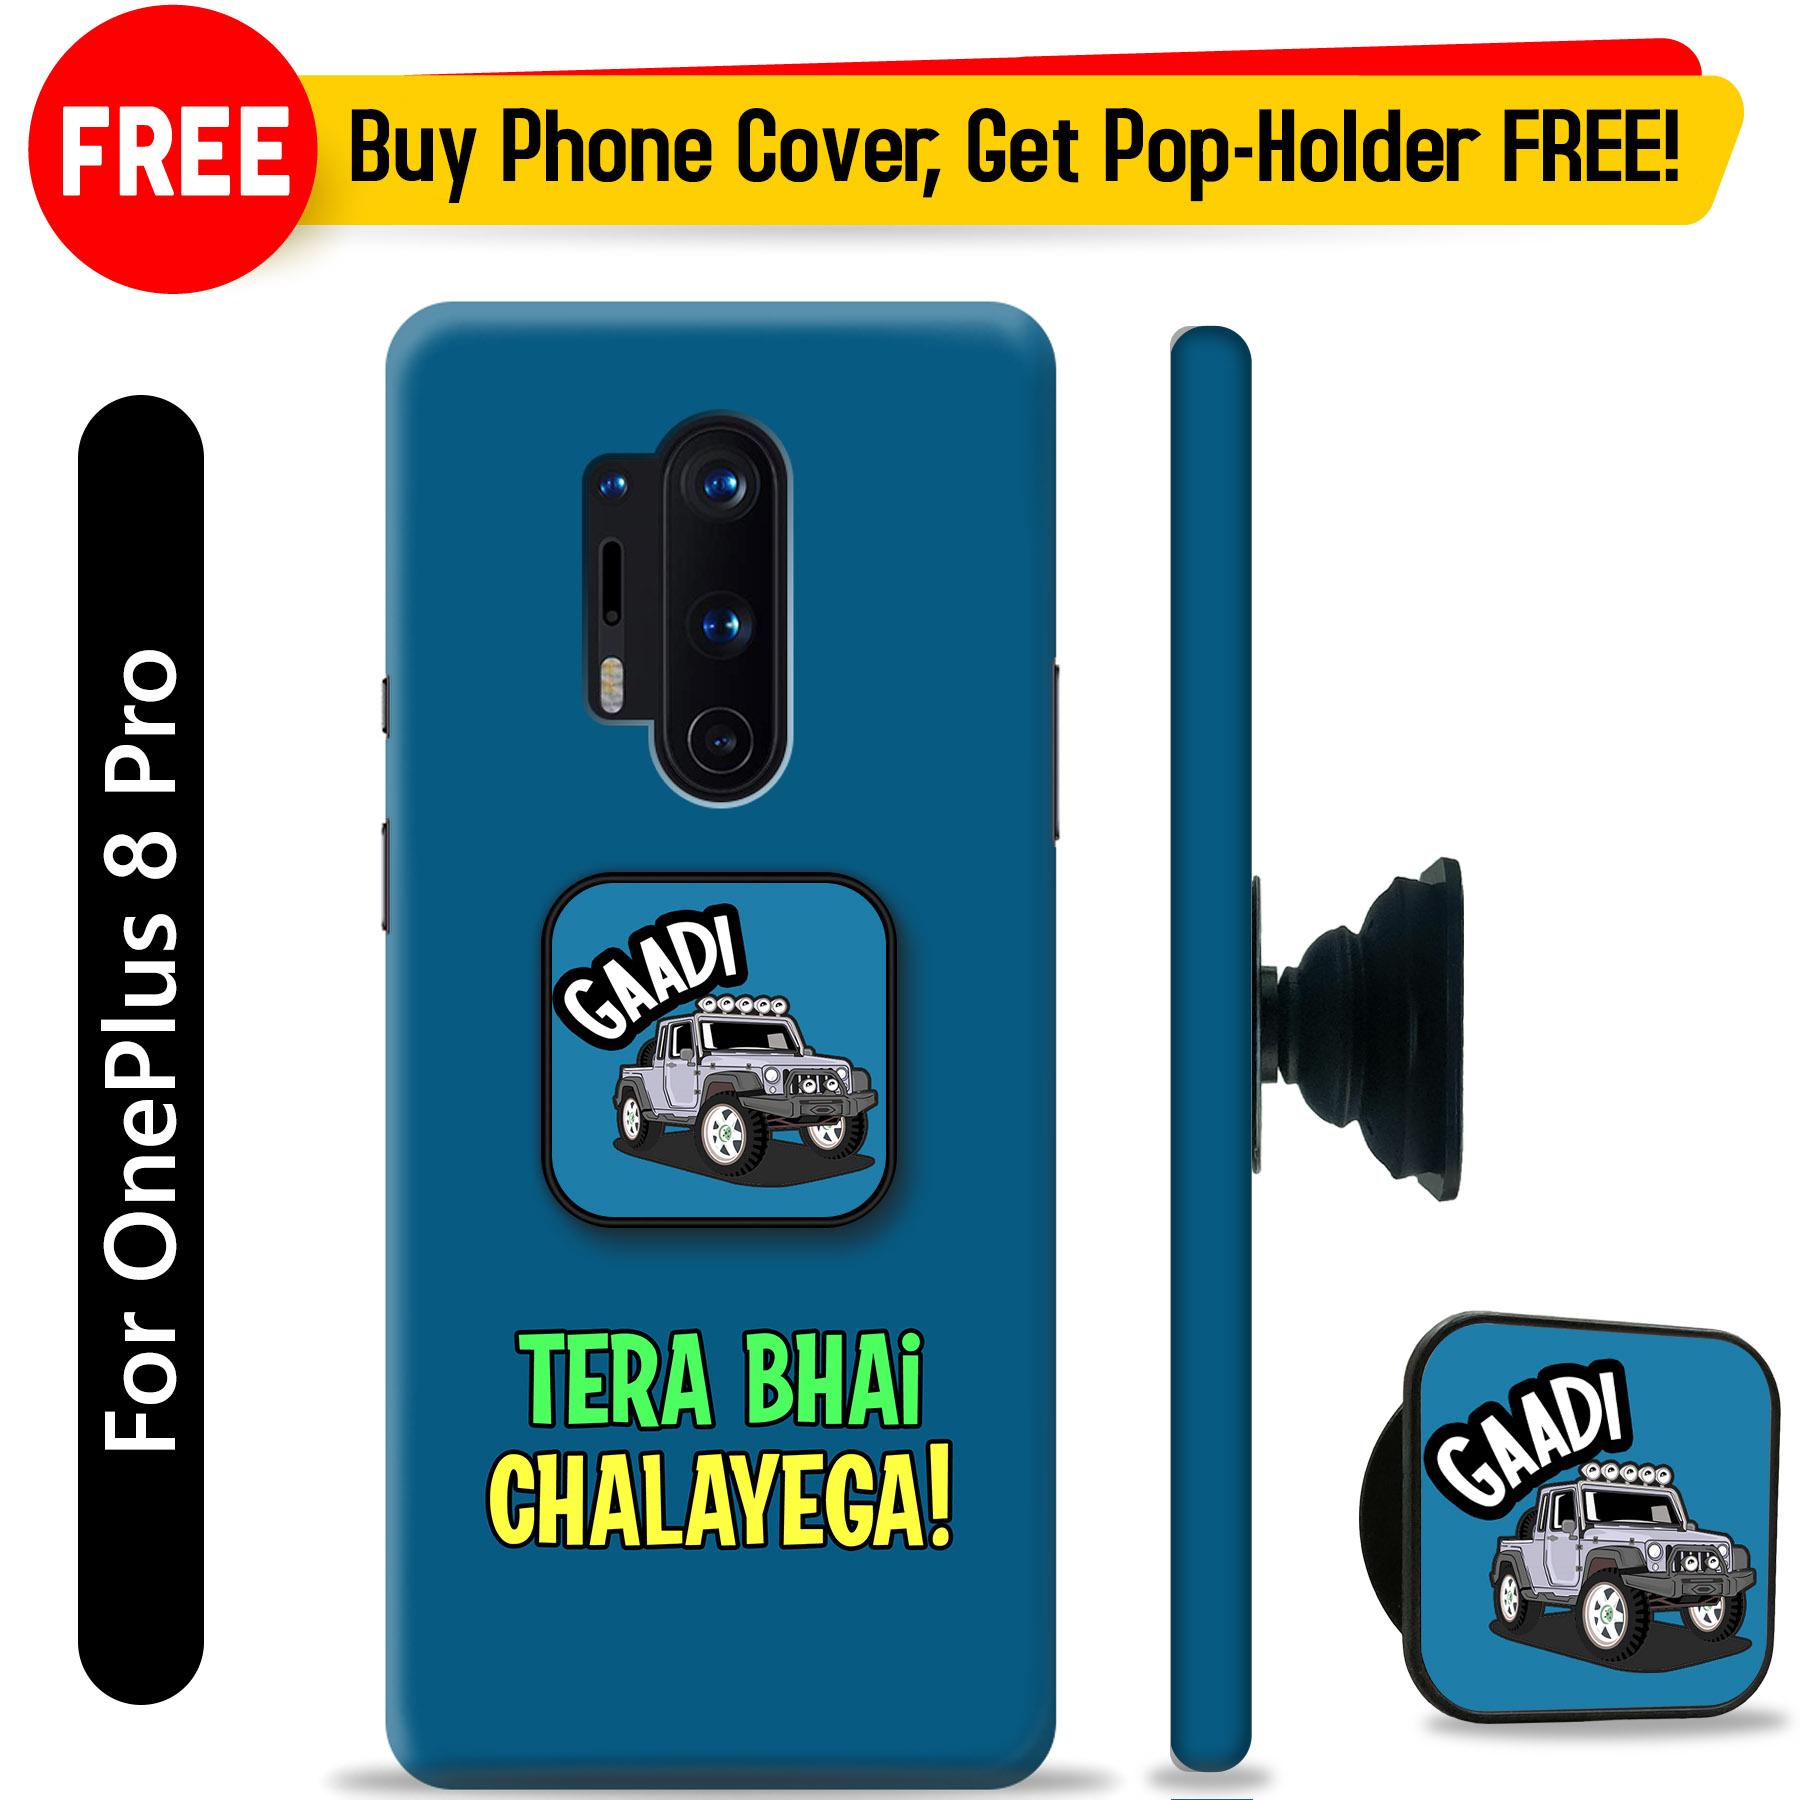 FREE
Buy Phone Cover, Get Pop-Holder FREE!
For OnePlus 8 Pro
GAADI
TERA BHAi
CHALAYEGA!
GAADI